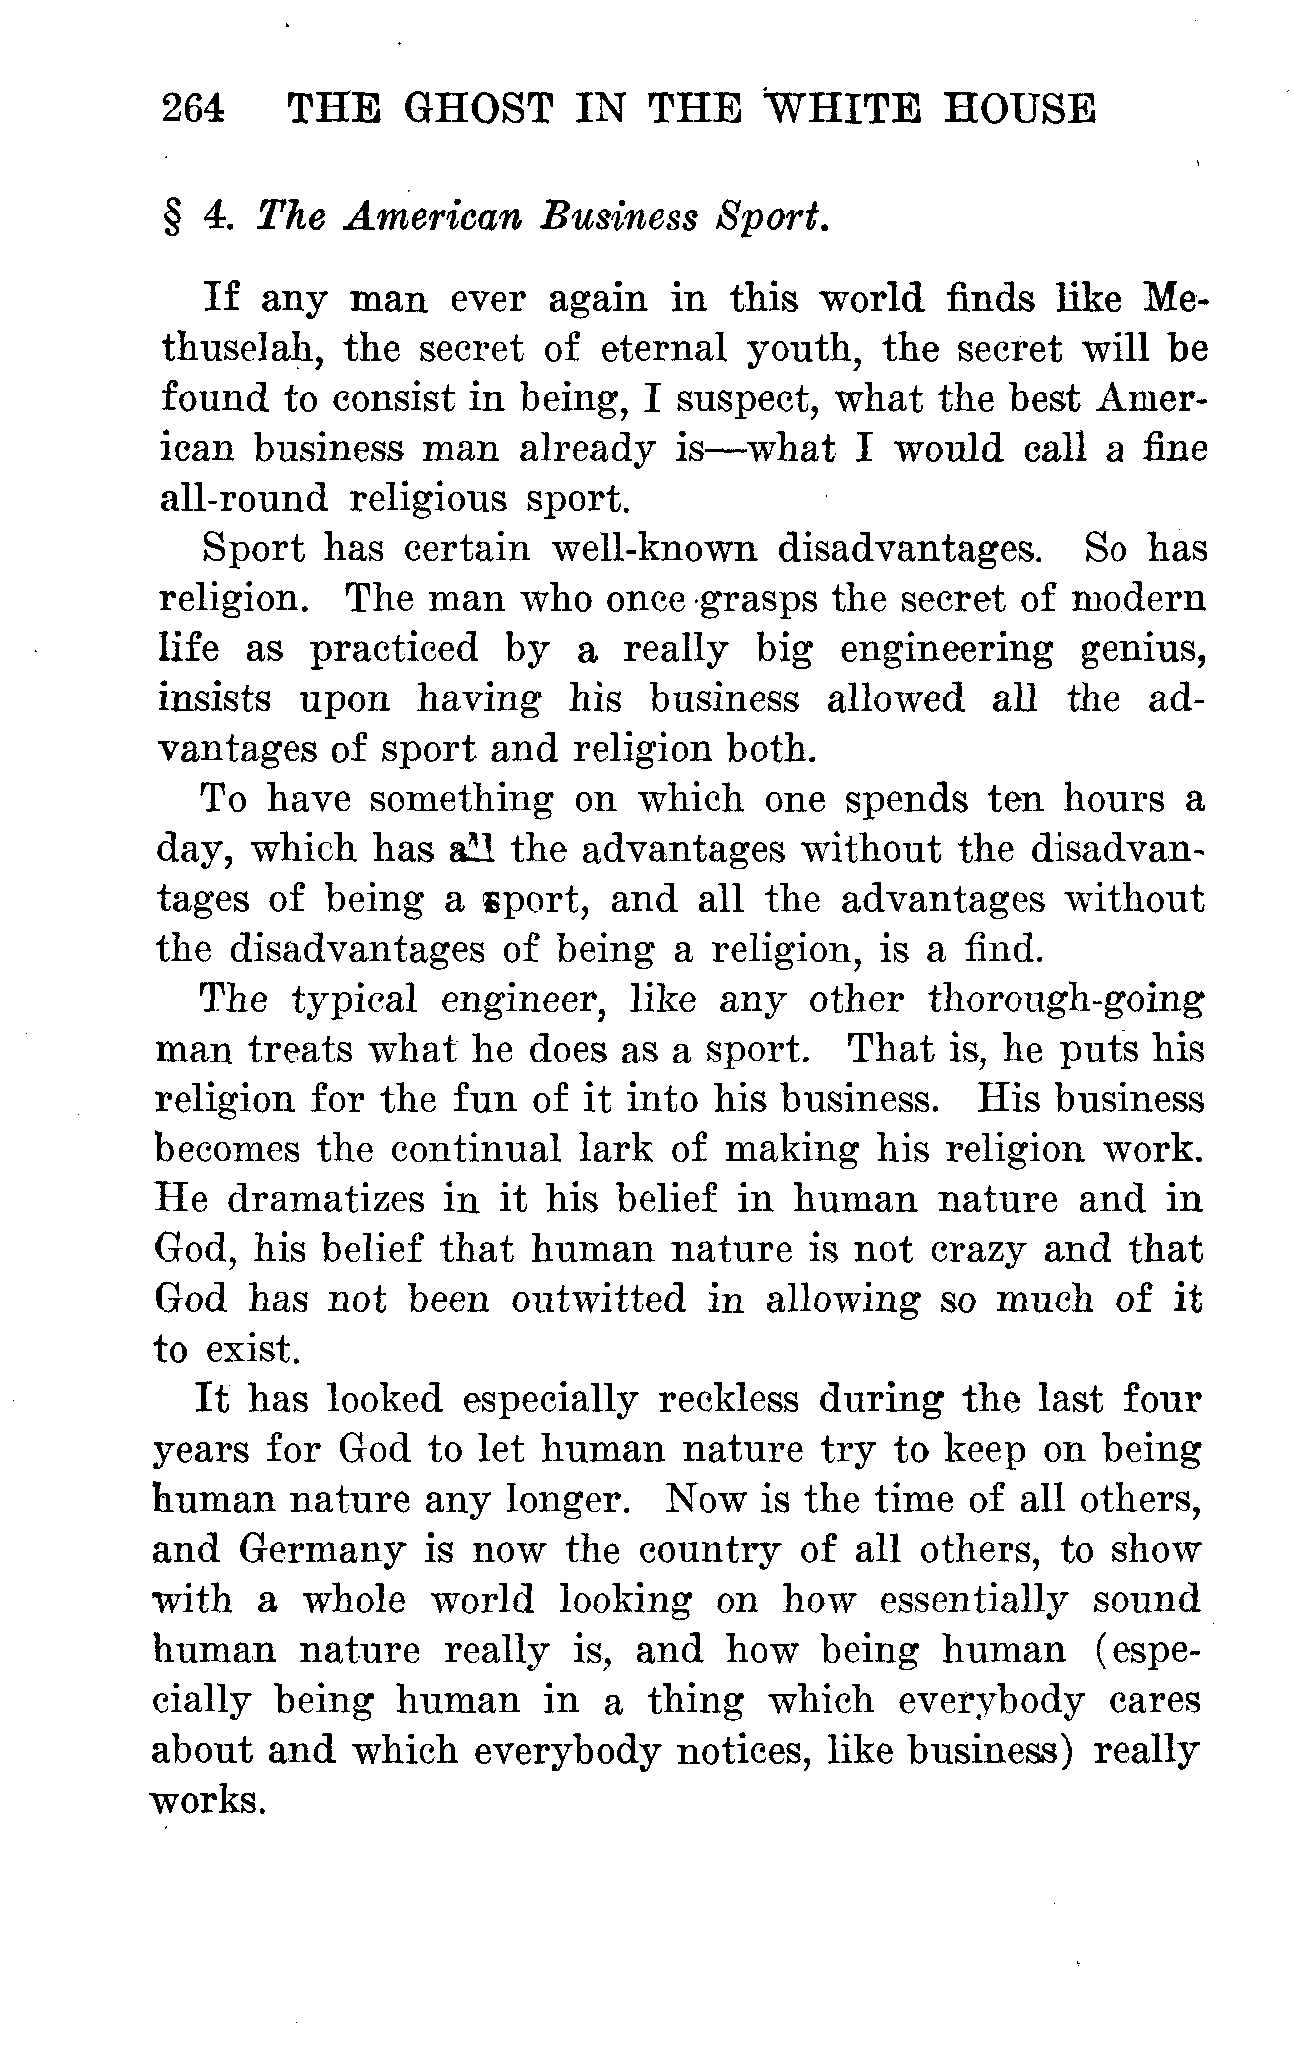 264 THE GHOST IN THE WHITE HOUSE
§ 4. The American Business Sport.
If any man ever again in this world finds like Me-
thuselah, the secret of eternal youth, the secret will be
found to consist in being, I suspect, what the best Amer-
ican business man already is—what I would call a fine
all-round religious sport.
Sport has certain well-known disadvantages. So has
religion. The man who once grasps the secret of modern
life as practiced by a really big engineering genius,
insists upon having his business allowed all the ad-
vantages of sport and religion both.
To have something on which one spends ten hours a
day, which has all the advantages without the disadvan-
tages of being a sport, and all the advantages without
the disadvantages of being a religion, is a find.
The typical engineer, like any other thorough-going
man treats what he does as a sport. That is, he puts his
religion for the fun of it into his business. His business
becomes the continual lark of making his religion work.
He dramatizes in it his belief in human nature and in
God, his belief that human nature is not crazy and that
God has not been outwitted in allowing so much of it
to exist.
It has looked especially reckless during the last four
years for God to let human nature try to keep on being
human nature any longer. Now is the time of all others,
and Germany is now the country of all others, to show
with a whole world looking on how essentially sound
human nature really is, and how being human (espe-
cially being human in a thing which everybody cares
about and which everybody notices, like business) really
works.